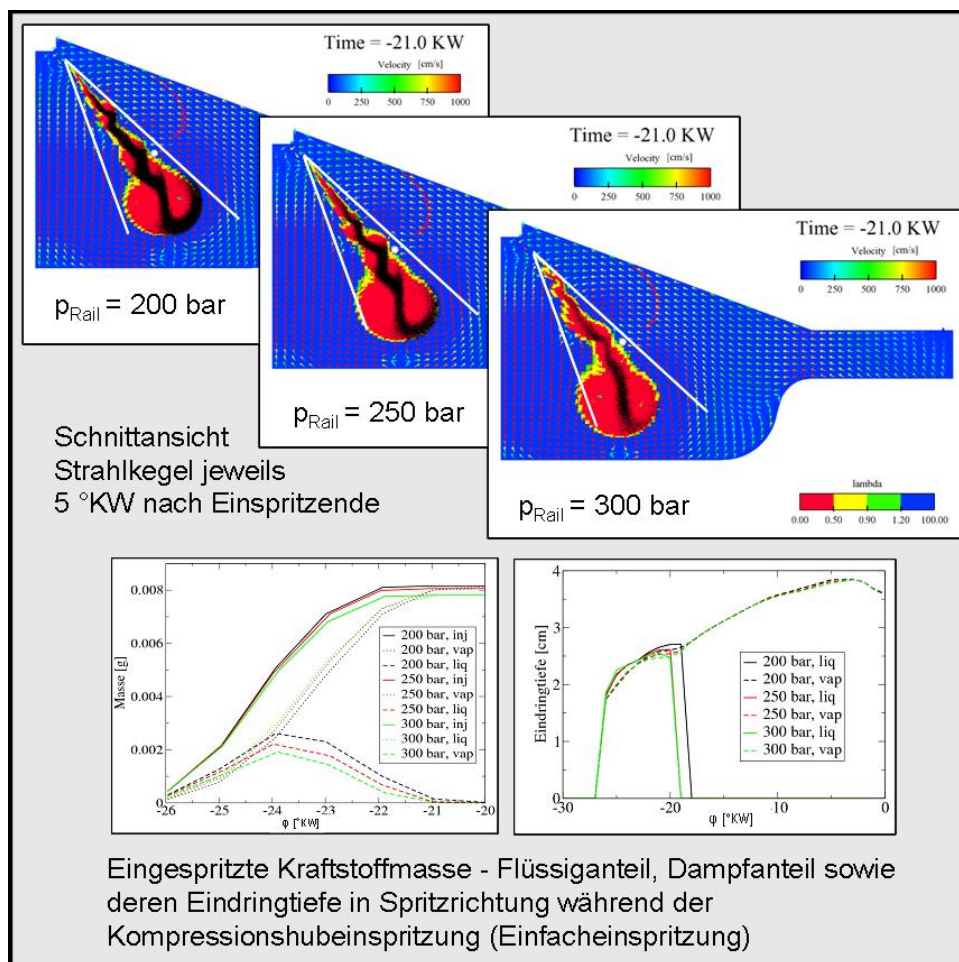 Time = -21.0 KW
Velocity [cm/s]
0 250 500 750 1000
pRail = 200 bar
Time = -21.0 KW
Velocity [cm/s]
0 250 500 750 1000
pRail = 250 bar
Time = -21.0 KW
Velocity [cm/s]
0 250 500 750 1000
pRail = 300 bar
lambda
0.00 0.50 0.90 1.20 100.00
Schnittansicht
Strahlkegel jeweils
5 °KW nach Einspritzende
Masse [g]
0.008
0.006
0.004
0.002
0
-26 -25 -24 -23 -22 -21 -20
φ [°KW]
200 bar, inj
200 bar, vap
200 bar, liq
250 bar, inj
250 bar, vap
250 bar, liq
300 bar, inj
300 bar, liq
300 bar, vap
Eindringtiefe [cm]
4
3
2
1
0
-30 -20 -10 0
φ [°KW]
200 bar, liq
200 bar, vap
250 bar, liq
250 bar, vap
300 bar, liq
300 bar, vap
Eingespritzte Kraftstoffmasse - Flüssiganteil, Dampfanteil sowie
deren Eindringtiefe in Spritzrichtung während der
Kompressionshubeinspritzung (Einfacheinspritzung)